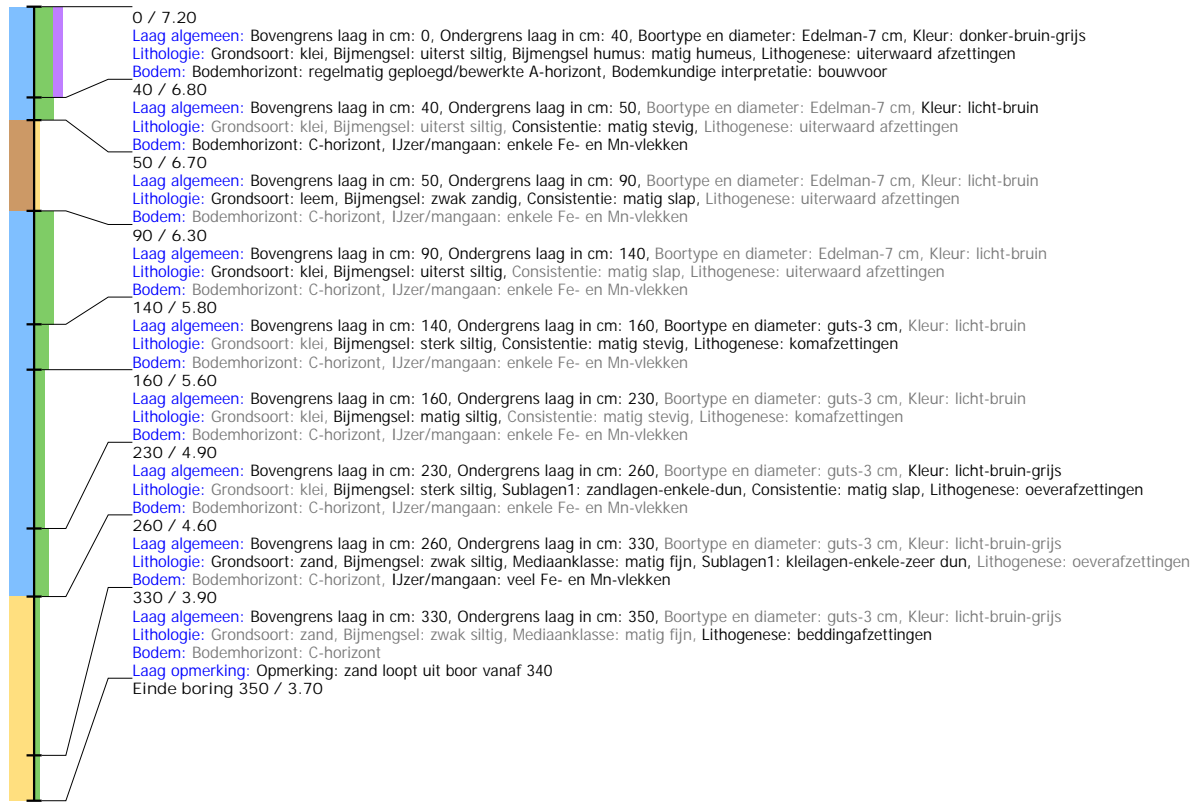 0 / 7.20
Laag algemeen: Bovengrens laag in cm: 0, Ondergrens laag in cm: 40, Boortype en diameter: Edelman-7 cm, Kleur: donker-bruin-grijs
Lithologie: Grondsoort: klei, Bijmengsel: uiterst siltig, Bijmengsel humus: matig humeus, Lithogenese: uiterwaard afzettingen
Bodem: Bodemhorizont: regelmatig geploegd/bewerkte A-horizont, Bodemkundige interpretatie: bouwvoor
40 / 6.80
Laag algemeen: Bovengrens laag in cm: 40, Ondergrens laag in cm: 50, Boortype en diameter: Edelman-7 cm, Kleur: licht-bruin
Lithologie: Grondsoort: klei, Bijmengsel: uiterst siltig, Consistentie: matig stevig, Lithogenese: uiterwaard afzettingen
Bodem: Bodemhorizont: C-horizont, IJzer/mangaan: enkele Fe- en Mn-vlekken
50 / 6.70
Laag algemeen: Bovengrens laag in cm: 50, Ondergrens laag in cm: 90, Boortype en diameter: Edelman-7 cm, Kleur: licht-bruin
Lithologie: Grondsoort: leem, Bijmengsel: zwak zandig, Consistentie: matig slap, Lithogenese: uiterwaard afzettingen
Bodem: Bodemhorizont: C-horizont, IJzer/mangaan: enkele Fe- en Mn-vlekken
90 / 6.30
Laag algemeen: Bovengrens laag in cm: 90, Ondergrens laag in cm: 140, Boortype en diameter: Edelman-7 cm, Kleur: licht-bruin
Lithologie: Grondsoort: klei, Bijmengsel: uiterst siltig, Consistentie: matig slap, Lithogenese: uiterwaard afzettingen
Bodem: Bodemhorizont: C-horizont, IJzer/mangaan: enkele Fe- en Mn-vlekken
140 / 5.80
Laag algemeen: Bovengrens laag in cm: 140, Ondergrens laag in cm: 160, Boortype en diameter: guts-3 cm, Kleur: licht-bruin
Lithologie: Grondsoort: klei, Bijmengsel: sterk siltig, Consistentie: matig stevig, Lithogenese: komafzettingen
Bodem: Bodemhorizont: C-horizont, IJzer/mangaan: enkele Fe- en Mn-vlekken
160 / 5.60
Laag algemeen: Bovengrens laag in cm: 160, Ondergrens laag in cm: 230, Boortype en diameter: guts-3 cm, Kleur: licht-bruin
Lithologie: Grondsoort: klei, Bijmengsel: matig siltig, Consistentie: matig stevig, Lithogenese: komafzettingen
Bodem: Bodemhorizont: C-horizont, IJzer/mangaan: enkele Fe- en Mn-vlekken
230 / 4.90
Laag algemeen: Bovengrens laag in cm: 230, Ondergrens laag in cm: 260, Boortype en diameter: guts-3 cm, Kleur: licht-bruin-grijs
Lithologie: Grondsoort: klei, Bijmengsel: sterk siltig, Sublagen1: zandlagen-enkele-dun, Consistentie: matig slap, Lithogenese: oeverafzettingen
Bodem: Bodemhorizont: C-horizont, IJzer/mangaan: enkele Fe- en Mn-vlekken
260 / 4.60
Laag algemeen: Bovengrens laag in cm: 260, Ondergrens laag in cm: 330, Boortype en diameter: guts-3 cm, Kleur: licht-bruin-grijs
Lithologie: Grondsoort: zand, Bijmengsel: zwak siltig, Mediaanklasse: matig fijn, Sublagen1: kleilagen-enkele-zeer dun, Lithogenese: oeverafzettingen
Bodem: Bodemhorizont: C-horizont, IJzer/mangaan: veel Fe- en Mn-vlekken
330 / 3.90
Laag algemeen: Bovengrens laag in cm: 330, Ondergrens laag in cm: 350, Boortype en diameter: guts-3 cm, Kleur: licht-bruin-grijs
Lithologie: Grondsoort: zand, Bijmengsel: zwak siltig, Mediaanklasse: matig fijn, Lithogenese: beddingafzettingen
Bodem: Bodemhorizont: C-horizont
Laag opmerking: Opmerking: zand loopt uit boor vanaf 340
Einde boring 350 / 3.70